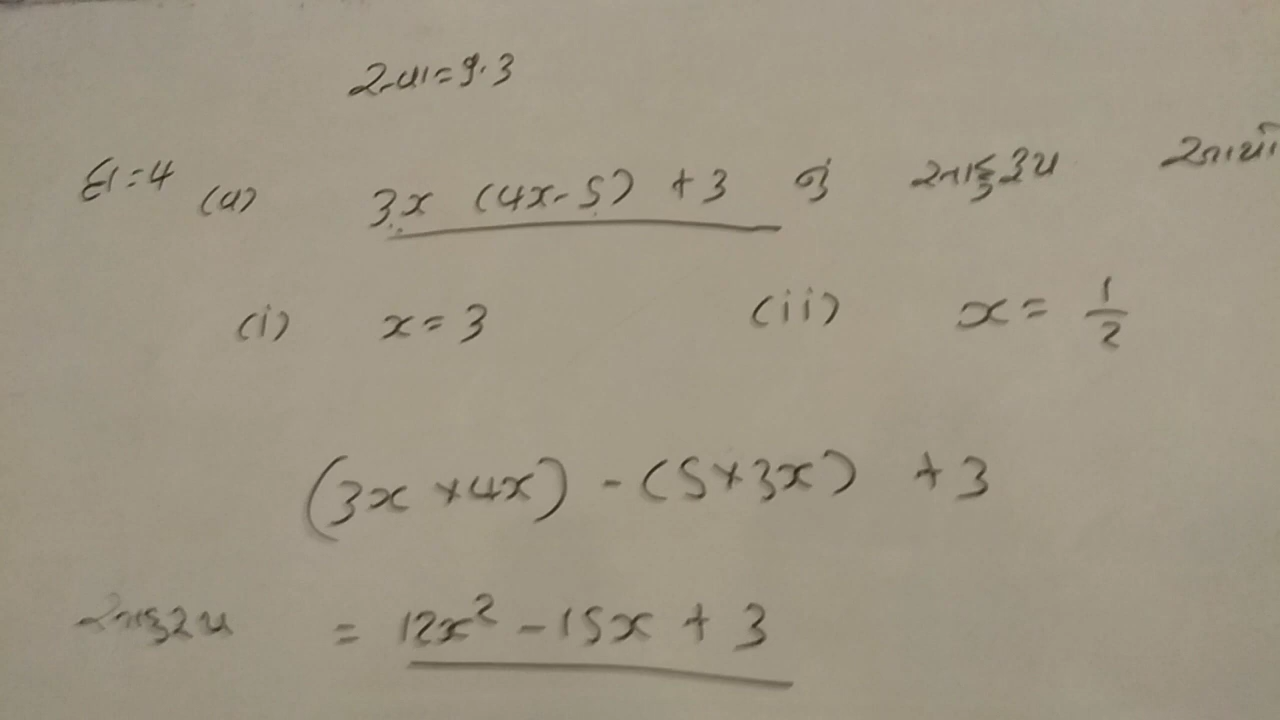 સ્વા=9.3
દા=4 (અ) 3x (4x-5) + 3 નું સાદું રૂપ
(i) x = 3 (ii) x = 1/2
(3x × 4x) - (5 × 3x) + 3
સાદું રૂપ = 12x² - 15x + 3